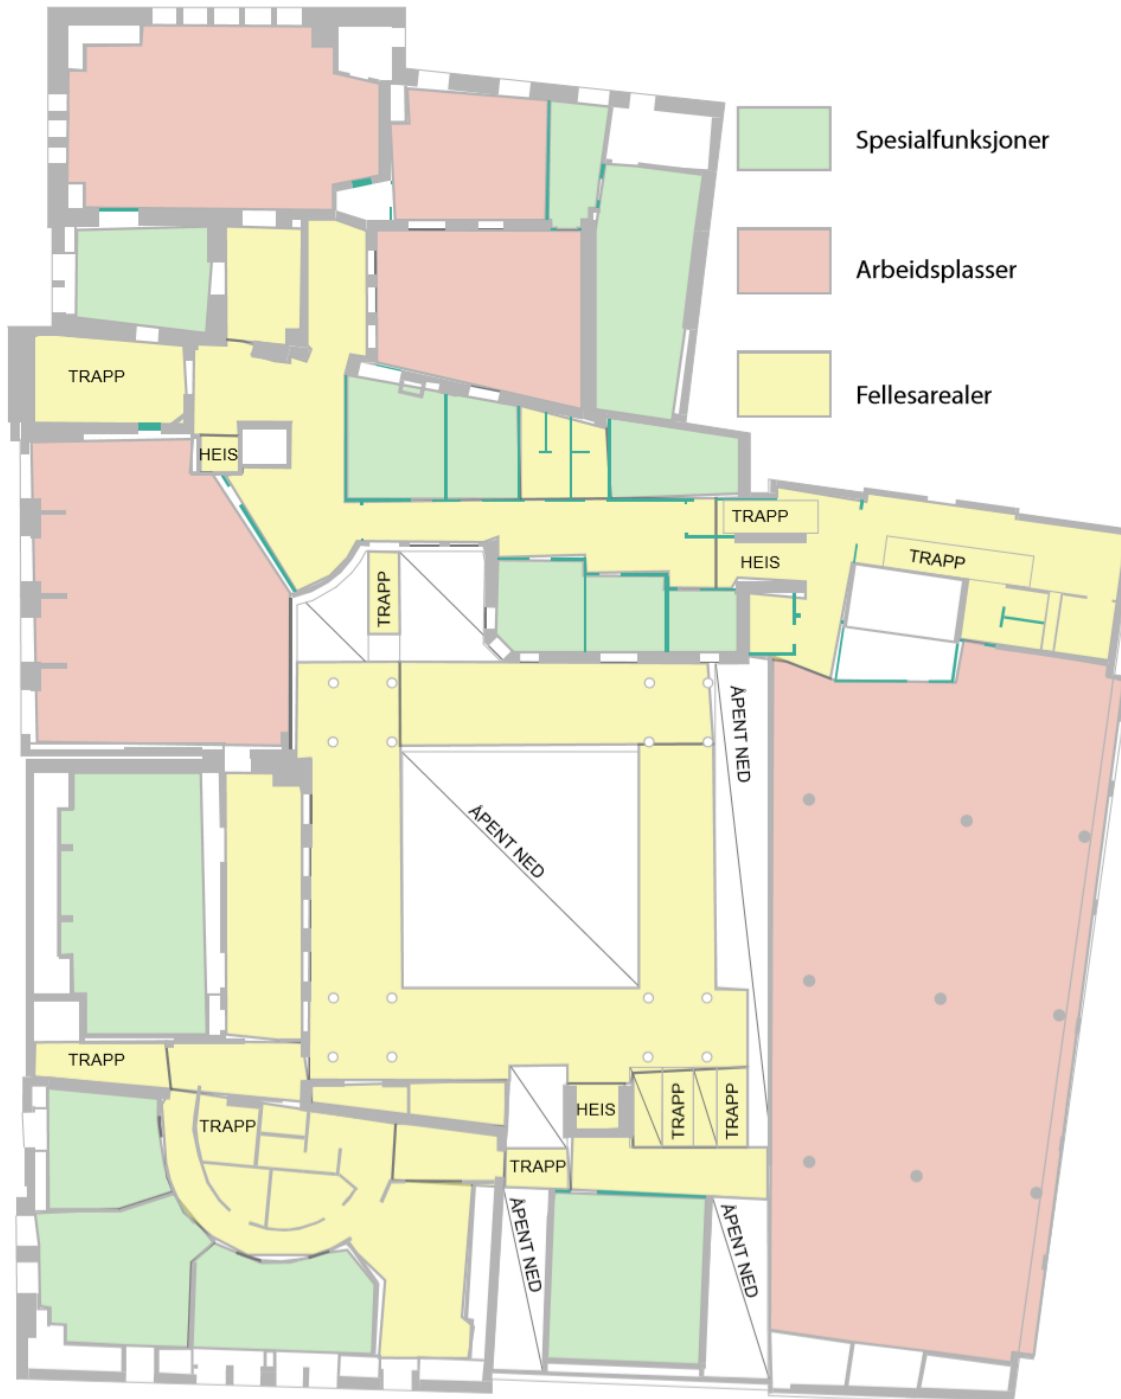 Spesialfunksjoner
Arbeidsplasser
Fellesarealer
TRAPP
HEIS
TRAPP
HEIS
TRAPP
TRAPP
ÅPENT NED
ÅPENT NED
TRAPP
HEIS
TRAPP
TRAPP
TRAPP
TRAPP
ÅPENT NED
ÅPENT NED